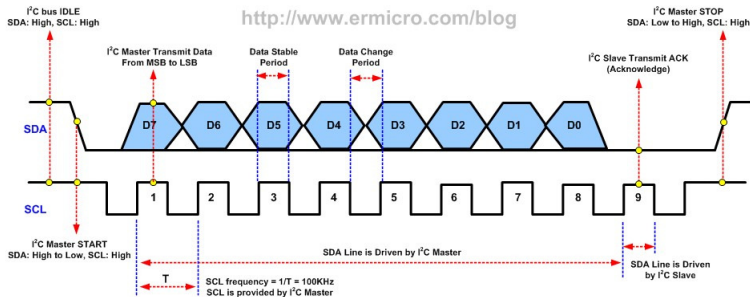 http://www.ermicro.com/blog
I²C bus IDLE
SDA: High, SCL: High
I²C Master STOP
SDA: Low to High, SCL: High
I²C Master Transmit Data
From MSB to LSB
Data Stable
Period
Data Change
Period
I²C Slave Transmit ACK
(Acknowledge)
SDA
D7 D6 D5 D4 D3 D2 D1 D0
SCL
1 2 3 4 5 6 7 8 9
I²C Master START
SDA: High to Low, SCL: High
SDA Line is Driven by I²C Master
SDA Line is Driven
by I²C Slave
T
SCL frequency = 1/T = 100KHz
SCL is provided by I²C Master